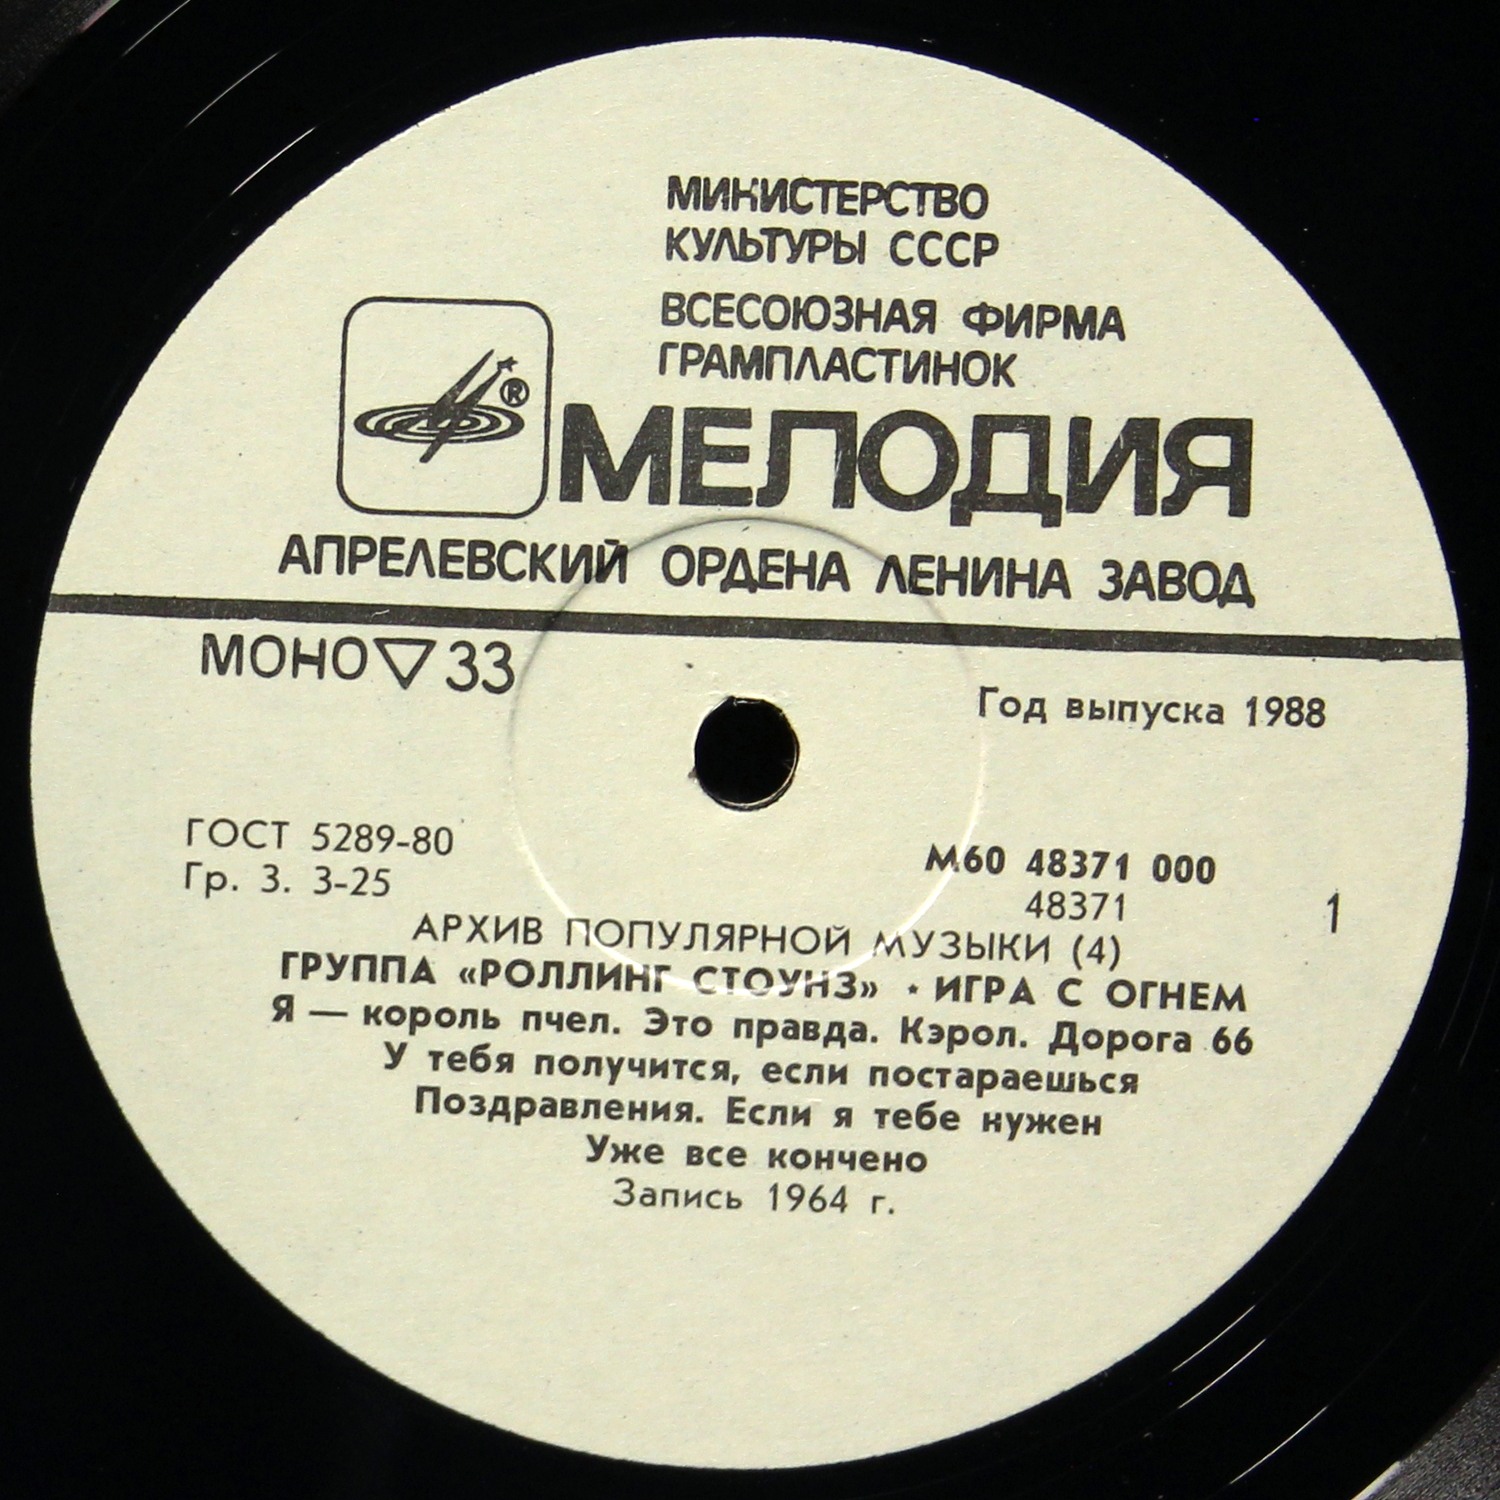 МИНИСТЕРСТВО
КУЛЬТУРЫ СССР
ВСЕСОЮЗНАЯ ФИРМА
ГРАМПЛАСТИНОК
®
МЕЛОДИЯ
АПРЕЛЕВСКИЙ ОРДЕНА ЛЕНИНА ЗАВОД
МОНО ▽ 33
Год выпуска 1988
ГОСТ 5289-80
Гр. 3. 3-25
М60 48371 000
48371
1
АРХИВ ПОПУЛЯРНОЙ МУЗЫКИ (4)
ГРУППА «РОЛЛИНГ СТОУНЗ» · ИГРА С ОГНЕМ
Я — король пчел. Это правда. Кэрол. Дорога 66
У тебя получится, если постараешься
Поздравления. Если я тебе нужен
Уже все кончено
Запись 1964 г.